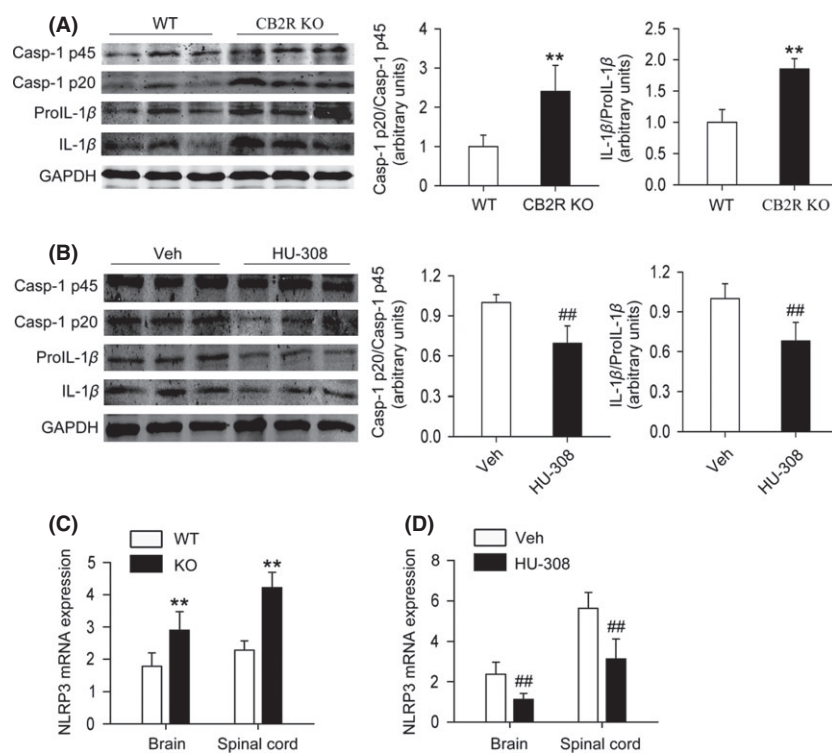 (A)
WT CB2R KO
Casp-1 p45
Casp-1 p20
ProIL-1β
IL-1β
GAPDH
Casp-1 p20/Casp-1 p45
(arbitrary units)
4
3
2
1
0
**
WT CB2R KO
IL-1β/ProIL-1β
(arbitrary units)
2.0
1.5
1.0
0.5
0.0
**
WT CB2R KO
(B)
Veh HU-308
Casp-1 p45
Casp-1 p20
ProIL-1β
IL-1β
GAPDH
Casp-1 p20/Casp-1 p45
(arbitrary units)
1.2
0.9
0.6
0.3
0.0
##
Veh HU-308
IL-1β/ProIL-1β
(arbitrary units)
1.2
0.9
0.6
0.3
0.0
##
Veh HU-308
(C)
WT
KO
NLRP3 mRNA expression
5
4
3
2
1
0
** **
Brain Spinal cord
(D)
Veh
HU-308
NLRP3 mRNA expression
8
6
4
2
0
## ##
Brain Spinal cord